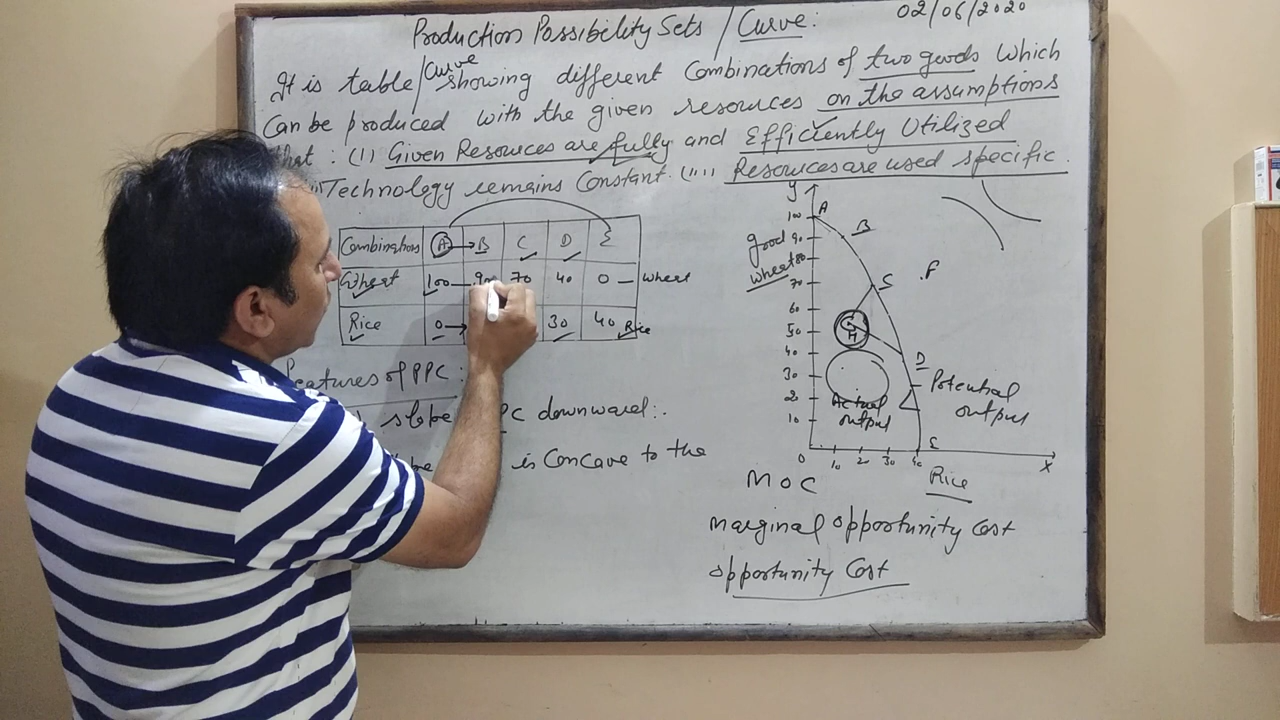 Production Possibility Sets / Curve:
02/06/2020
It is table/Curve showing different Combinations of two goods Which
Can be produced with the given resources on the assumptions
that : (i) Given Resources are fully and Efficiently Utilized
(ii) Technology remains Constant. (iii) Resources are used specific.
Combinations A B C D E
Wheat 100 90 70 40 0 Wheat
Rice 0 30 40 Rice
Features of PPC :
slope PPC downward:.
is Concave to the
y
good
wheat
100
90
80
70
60
50
40
30
20
10
0
10 20 30 40
x
A
B
C
F
G
H
D
E
Potential
output
Actual
output
Rice
MOC
marginal opportunity Cost
opportunity Cost